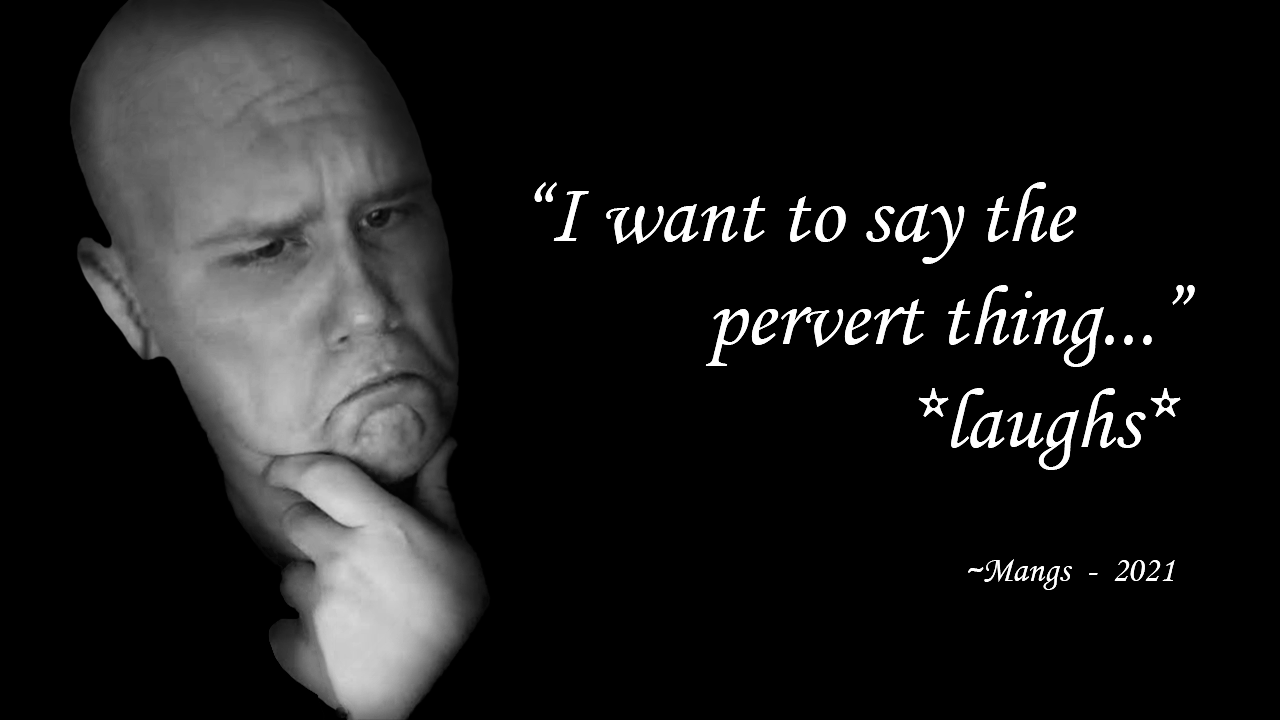 “I want to say the
pervert thing...”
*laughs*
~Mangs - 2021